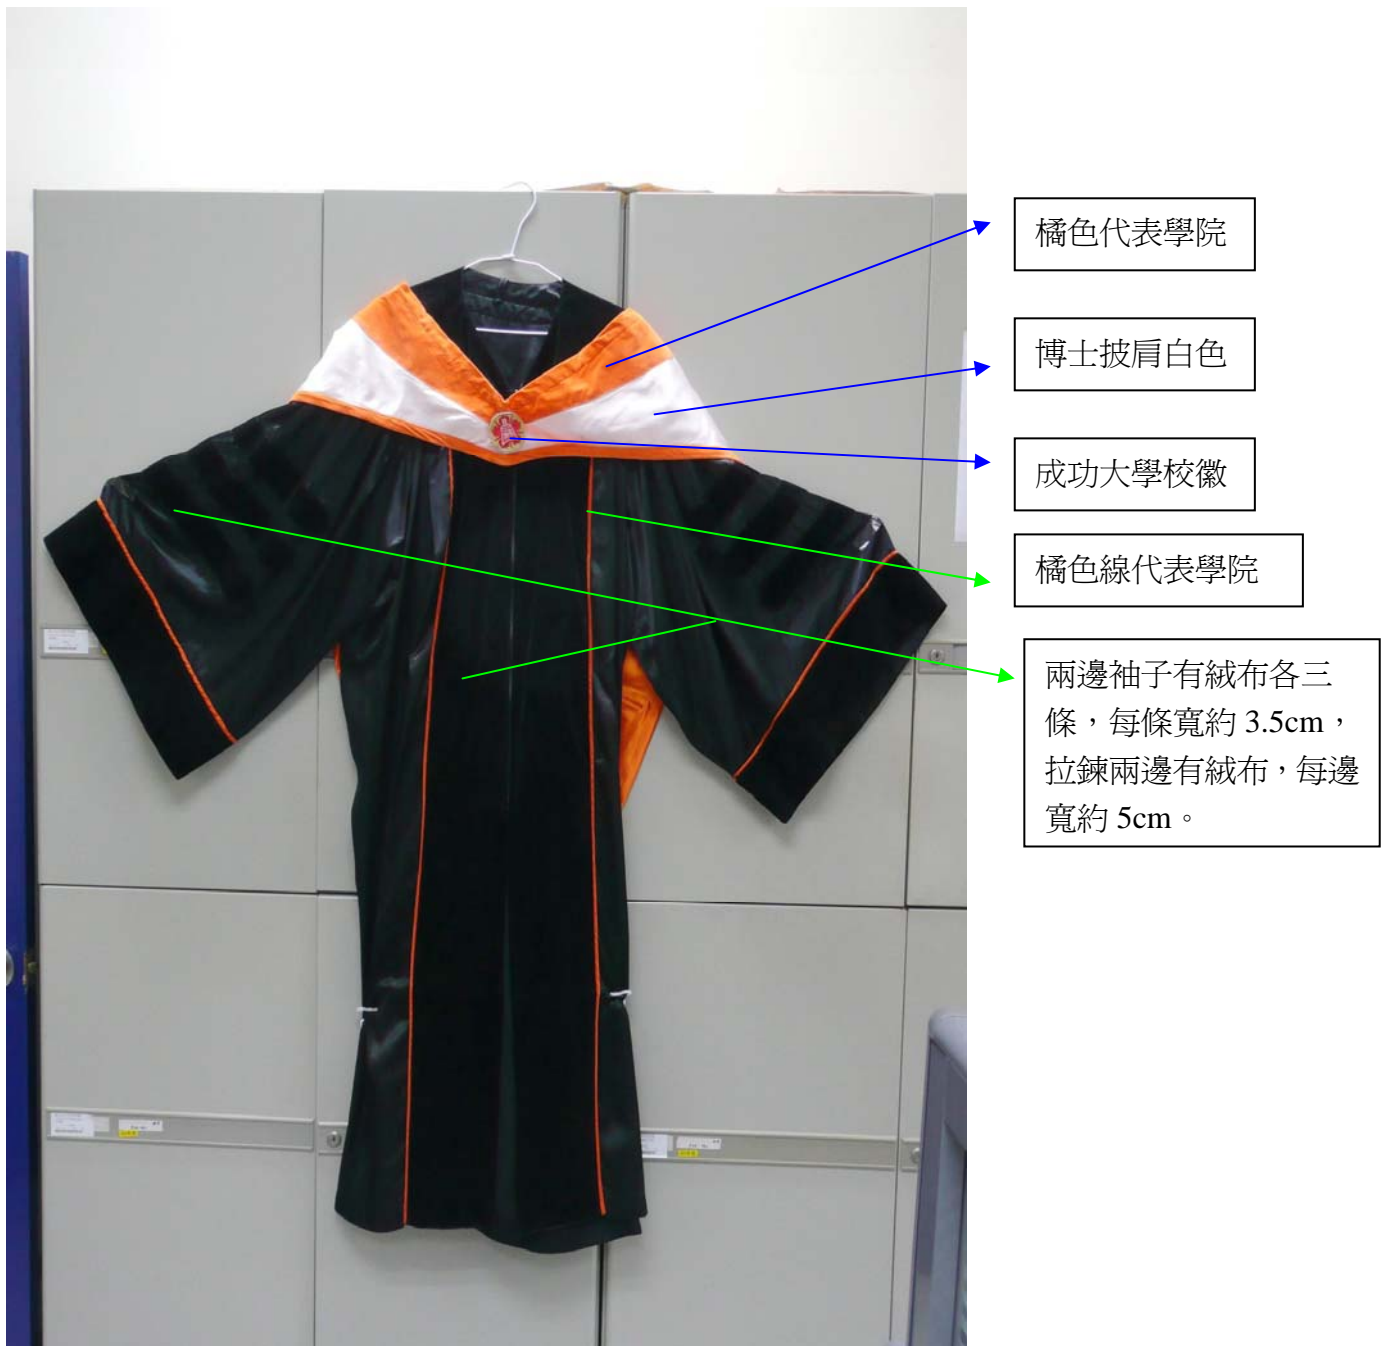 橘色代表學院
博士披肩白色
成功大學校徽
橘色線代表學院
兩邊袖子有絨布各三
條，每條寬約 3.5cm，
拉鍊兩邊有絨布，每邊
寬約 5cm。